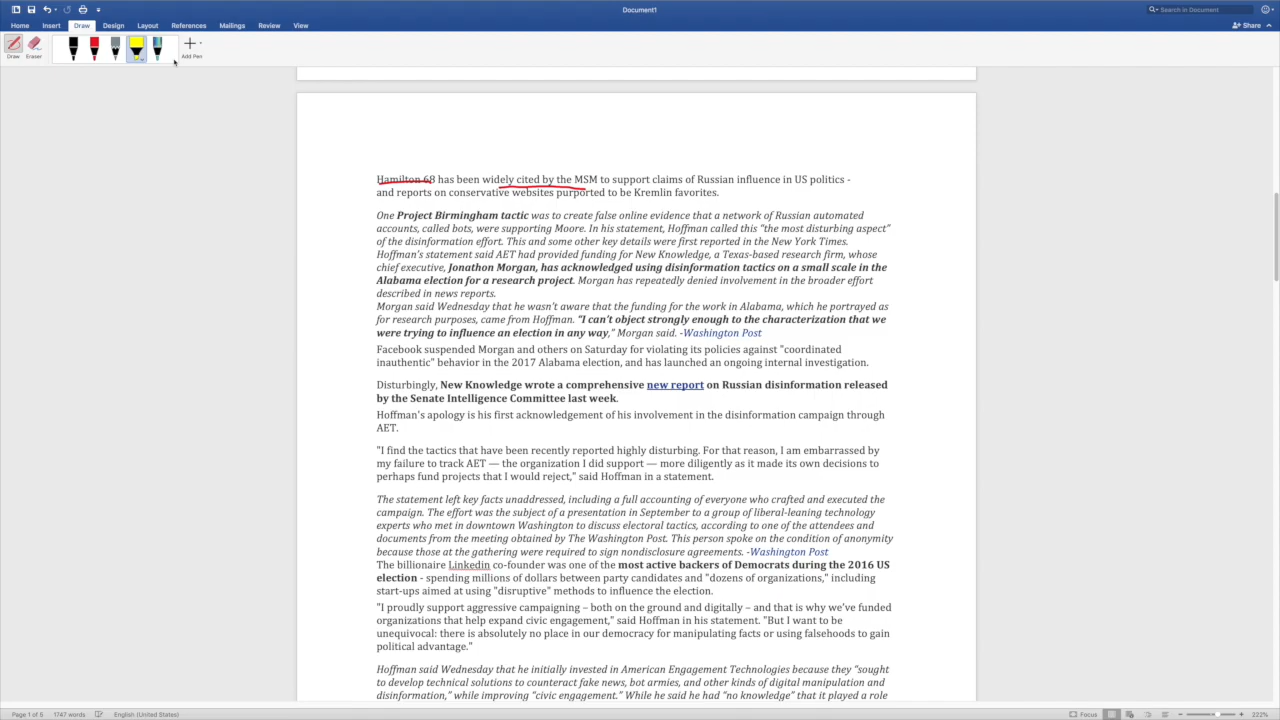 Document1
Search in Document
Home Insert Draw Design Layout References Mailings Review View
Share
Draw Eraser Add Pen
Hamilton 68 has been widely cited by the MSM to support claims of Russian influence in US politics -
and reports on conservative websites purported to be Kremlin favorites.
One Project Birmingham tactic was to create false online evidence that a network of Russian automated
accounts, called bots, were supporting Moore. In his statement, Hoffman called this “the most disturbing aspect”
of the disinformation effort. This and some other key details were first reported in the New York Times.
Hoffman’s statement said AET had provided funding for New Knowledge, a Texas-based research firm, whose
chief executive, Jonathon Morgan, has acknowledged using disinformation tactics on a small scale in the
Alabama election for a research project. Morgan has repeatedly denied involvement in the broader effort
described in news reports.
Morgan said Wednesday that he wasn’t aware that the funding for the work in Alabama, which he portrayed as
for research purposes, came from Hoffman. “I can’t object strongly enough to the characterization that we
were trying to influence an election in any way,” Morgan said. -Washington Post
Facebook suspended Morgan and others on Saturday for violating its policies against "coordinated
inauthentic" behavior in the 2017 Alabama election, and has launched an ongoing internal investigation.
Disturbingly, New Knowledge wrote a comprehensive new report on Russian disinformation released
by the Senate Intelligence Committee last week.
Hoffman's apology is his first acknowledgement of his involvement in the disinformation campaign through
AET.
"I find the tactics that have been recently reported highly disturbing. For that reason, I am embarrassed by
my failure to track AET — the organization I did support — more diligently as it made its own decisions to
perhaps fund projects that I would reject,” said Hoffman in a statement.
The statement left key facts unaddressed, including a full accounting of everyone who crafted and executed the
campaign. The effort was the subject of a presentation in September to a group of liberal-leaning technology
experts who met in downtown Washington to discuss electoral tactics, according to one of the attendees and
documents from the meeting obtained by The Washington Post. This person spoke on the condition of anonymity
because those at the gathering were required to sign nondisclosure agreements. -Washington Post
The billionaire Linkedin co-founder was one of the most active backers of Democrats during the 2016 US
election - spending millions of dollars between party candidates and "dozens of organizations," including
start-ups aimed at using "disruptive" methods to influence the election.
"I proudly support aggressive campaigning – both on the ground and digitally – and that is why we’ve funded
organizations that help expand civic engagement,” said Hoffman in his statement. "But I want to be
unequivocal: there is absolutely no place in our democracy for manipulating facts or using falsehoods to gain
political advantage."
Hoffman said Wednesday that he initially invested in American Engagement Technologies because they “sought
to develop technical solutions to counteract fake news, bot armies, and other kinds of digital manipulation and
disinformation,” while improving “civic engagement.” While he said he had “no knowledge” that it played a role
Page 1 of 5 1747 words English (United States) Focus 222%